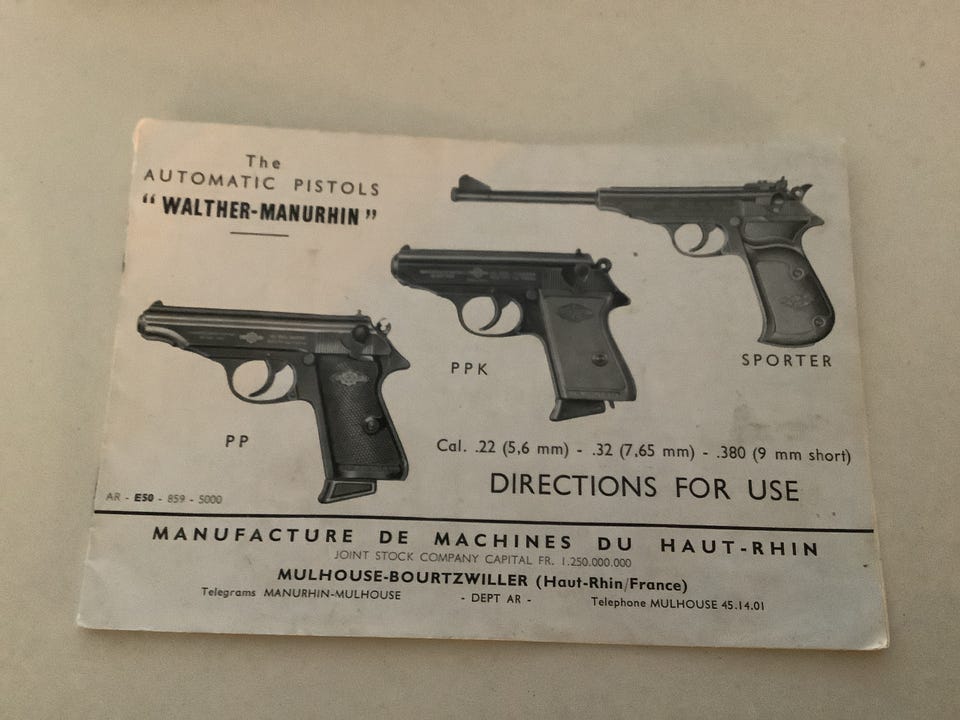 The
AUTOMATIC PISTOLS
“ WALTHER-MANURHIN ”
PP
PPK
SPORTER
Cal. .22 (5,6 mm) - .32 (7,65 mm) - .380 (9 mm short)
DIRECTIONS FOR USE
AR - E50 - 859 - 5000
MANUFACTURE DE MACHINES DU HAUT-RHIN
JOINT STOCK COMPANY CAPITAL FR. 1.250.000.000
MULHOUSE-BOURTZWILLER (Haut-Rhin/France)
Telegrams MANURHIN-MULHOUSE - DEPT AR - Telephone MULHOUSE 45.14.01